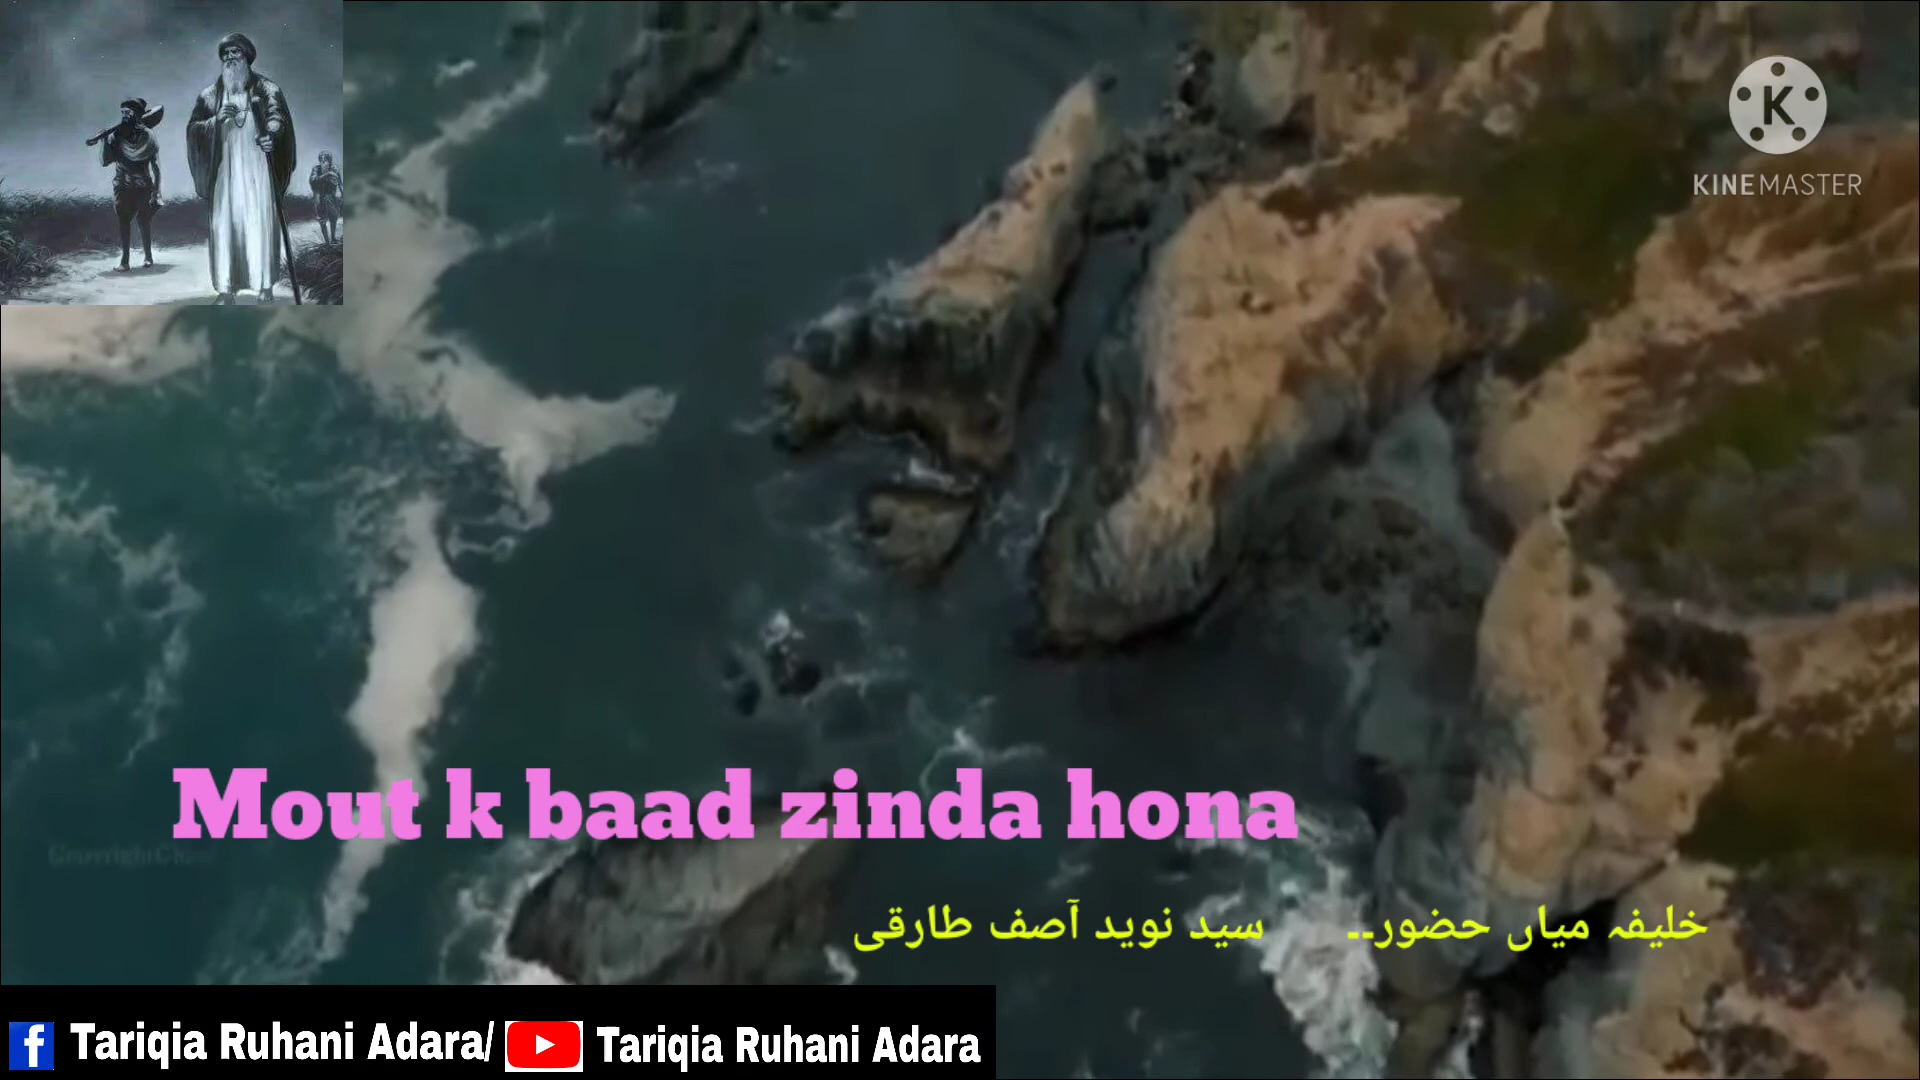 K
KINEMASTER
Mout k baad zinda hona
خلیفہ میاں حضور۔۔ سید نوید آصف طارقی
f Tariqia Ruhani Adara/ Tariqia Ruhani Adara